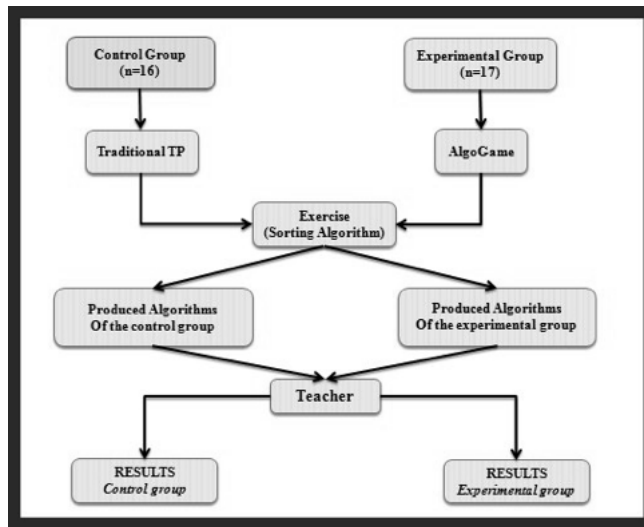 Control Group
(n=16)
Experimental Group
(n=17)
Traditional TP
AlgoGame
Exercise
(Sorting Algorithm)
Produced Algorithms
Of the control group
Produced Algorithms
Of the experimental group
Teacher
RESULTS
Control group
RESULTS
Experimental group